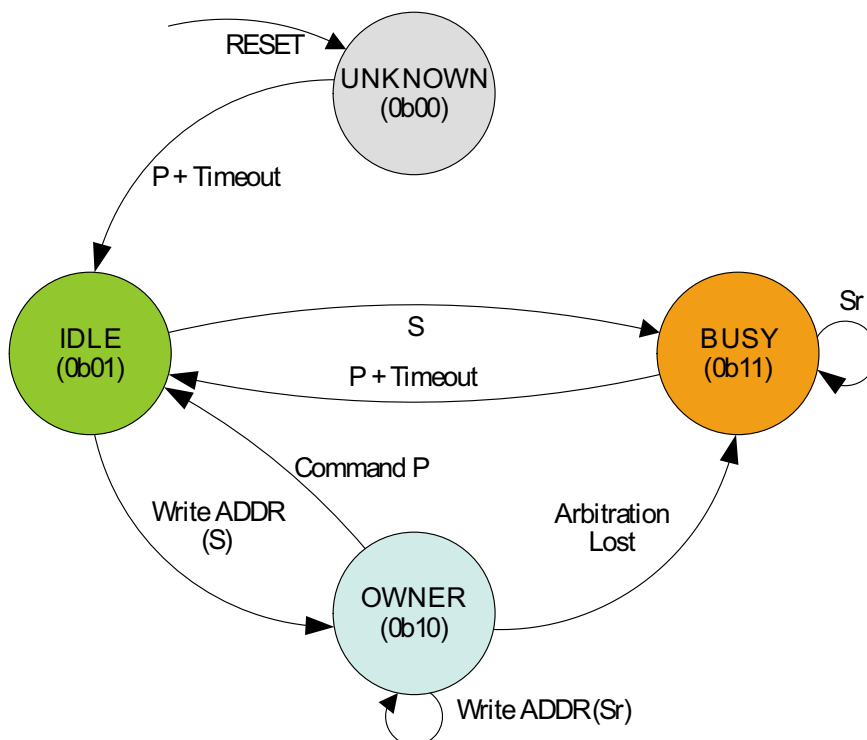 RESET
UNKNOWN
(0b00)
P + Timeout
IDLE
(0b01)
S
P + Timeout
BUSY
(0b11)
Sr
Command P
Write ADDR
(S)
Arbitration
Lost
OWNER
(0b10)
Write ADDR(Sr)